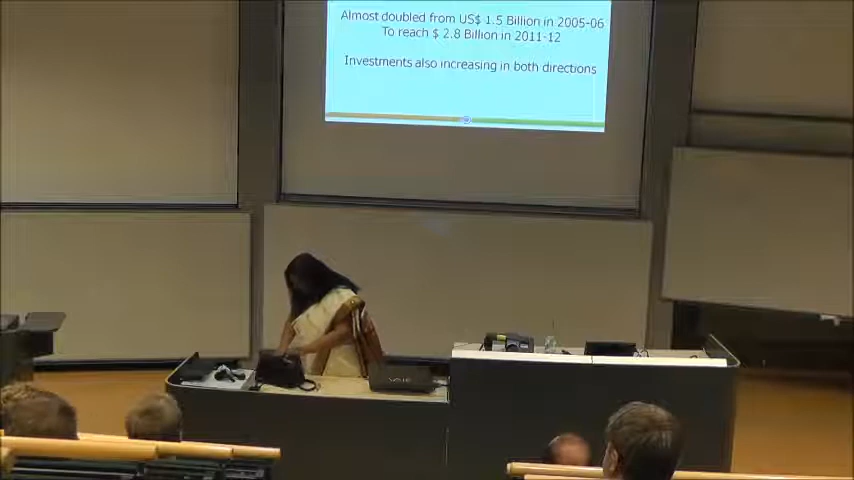 Almost doubled from US$ 1.5 Billion in 2005-06
To reach $ 2.8 Billion in 2011-12
Investments also increasing in both directions
VAIO